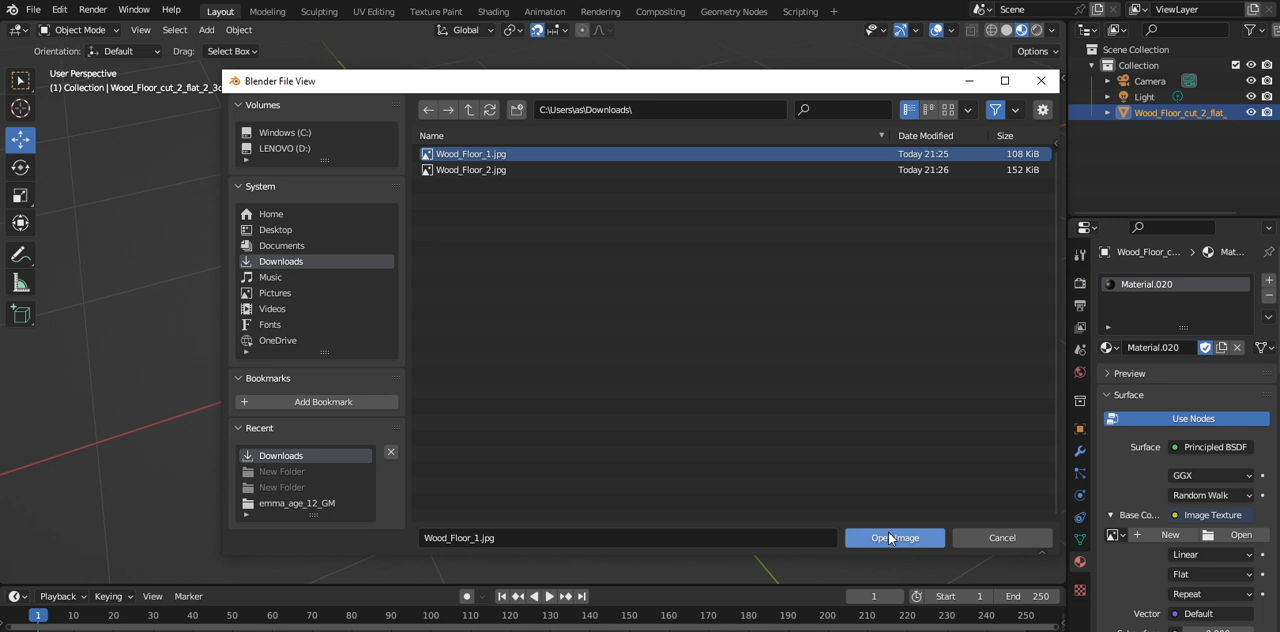 File Edit Render Window Help Layout Modeling Sculpting UV Editing Texture Paint Shading Animation Rendering Compositing Geometry Nodes Scripting + Scene ViewLayer
Object Mode View Select Add Object Global
Orientation: Default Drag: Select Box Options
User Perspective
(1) Collection | Wood_Floor_cut_2_flat_2_3
Blender File View
Volumes
Windows (C:)
LENOVO (D:)
System
Home
Desktop
Documents
Downloads
Music
Pictures
Videos
Fonts
OneDrive
Bookmarks
Add Bookmark
Recent
Downloads
New Folder
New Folder
emma_age_12_GM
C:\Users\as\Downloads\
Name Date Modified Size
Wood_Floor_1.jpg Today 21:25 108 KiB
Wood_Floor_2.jpg Today 21:26 152 KiB
Wood_Floor_1.jpg Open Image Cancel
Scene Collection
Collection
Camera
Light
Wood_Floor_cut_2_flat_
Wood_Floor_c... Mat...
Material.020
Material.020
Preview
Surface
Use Nodes
Surface Principled BSDF
GGX
Random Walk
Base Co... Image Texture
New Open
Linear
Flat
Repeat
Vector Default
0.000
Playback Keying View Marker 1 Start 1 End 250
1 10 20 30 40 50 60 70 80 90 100 110 120 130 140 150 160 170 180 190 200 210 220 230 240 250